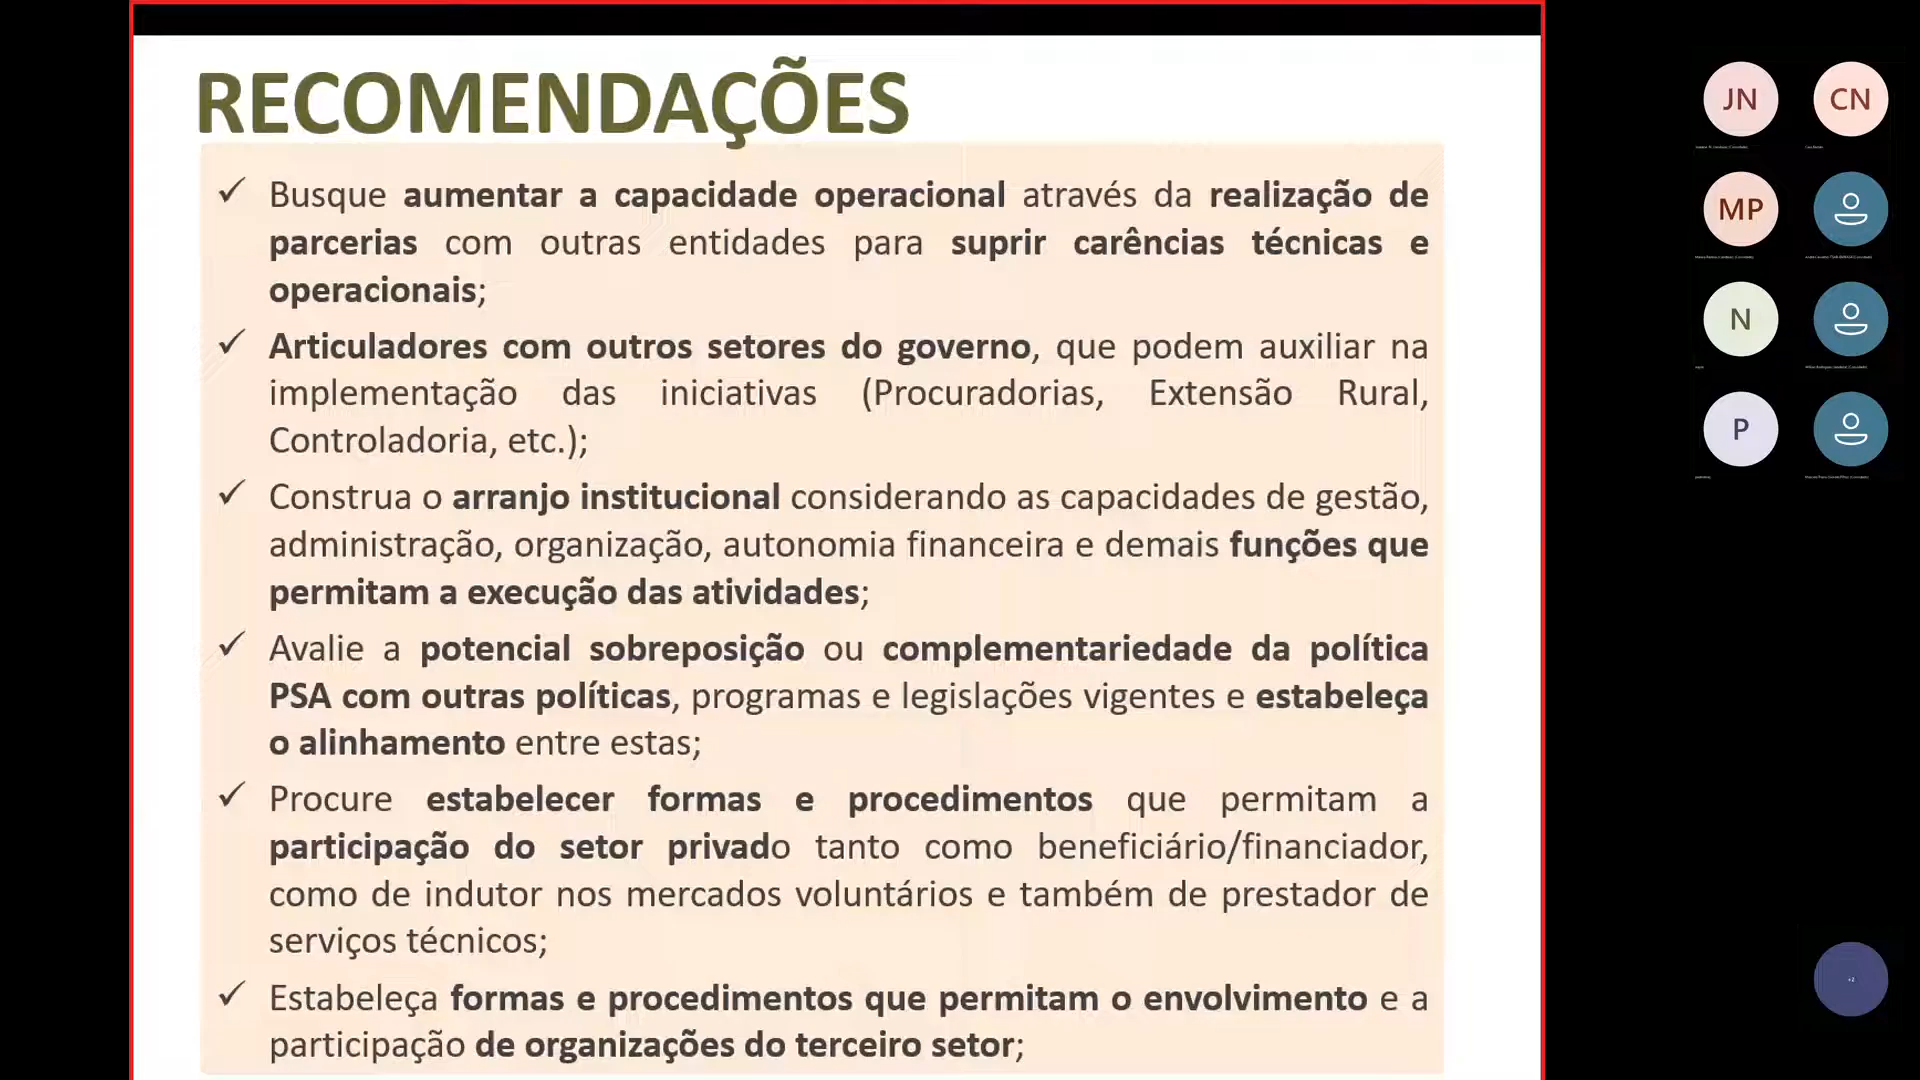 RECOMENDAÇÕES
✓ Busque aumentar a capacidade operacional através da realização de
parcerias com outras entidades para suprir carências técnicas e
operacionais;
✓ Articuladores com outros setores do governo, que podem auxiliar na
implementação das iniciativas (Procuradorias, Extensão Rural,
Controladoria, etc.);
✓ Construa o arranjo institucional considerando as capacidades de gestão,
administração, organização, autonomia financeira e demais funções que
permitam a execução das atividades;
✓ Avalie a potencial sobreposição ou complementariedade da política
PSA com outras políticas, programas e legislações vigentes e estabeleça
o alinhamento entre estas;
✓ Procure estabelecer formas e procedimentos que permitam a
participação do setor privado tanto como beneficiário/financiador,
como de indutor nos mercados voluntários e também de prestador de
serviços técnicos;
✓ Estabeleça formas e procedimentos que permitam o envolvimento e a
participação de organizações do terceiro setor;
JN CN
MP
N
P
+2